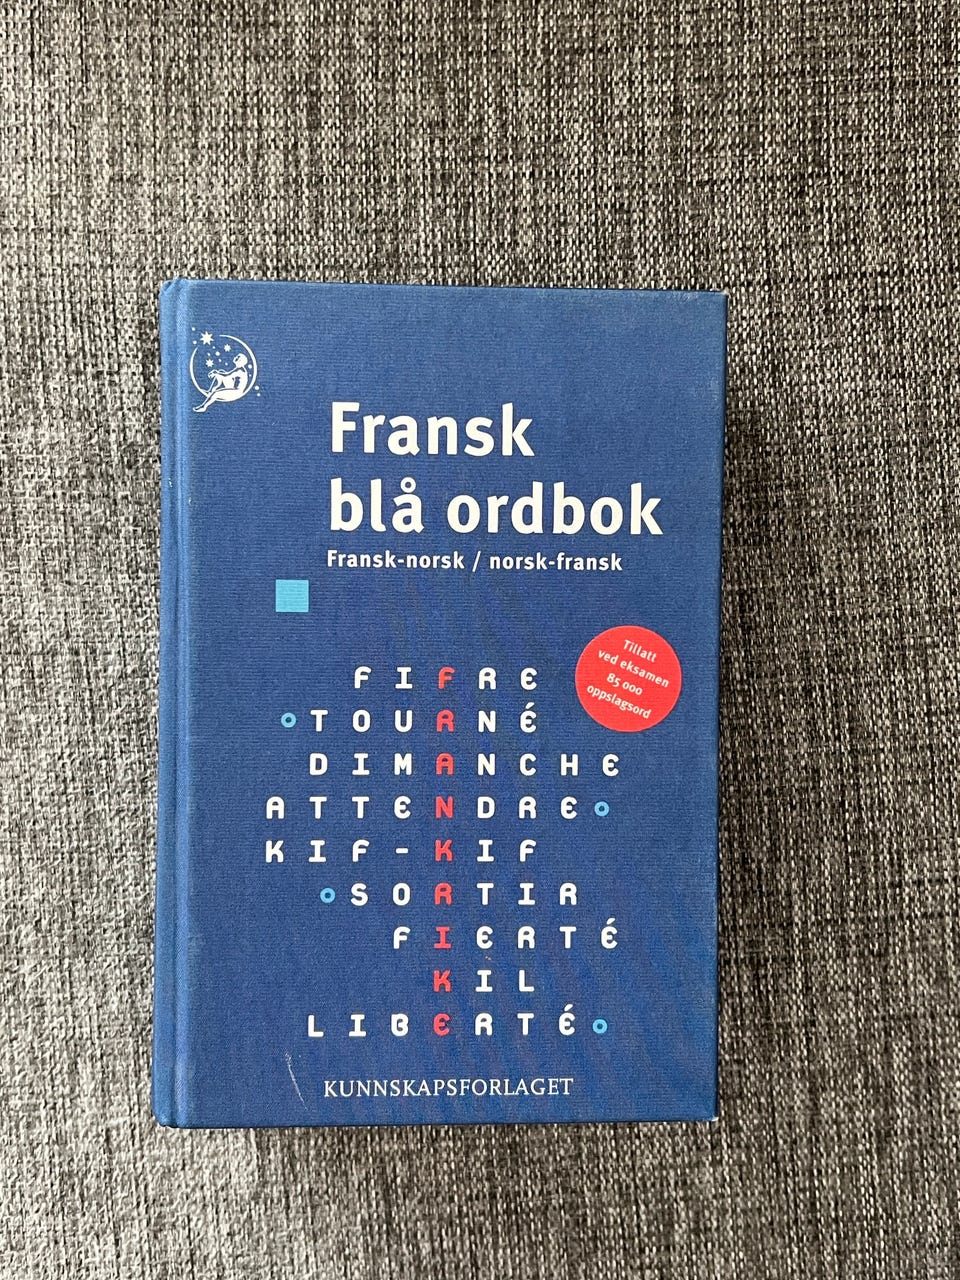 Fransk
blå ordbok
Fransk-norsk / norsk-fransk
Tillatt
ved eksamen
85 000
oppslagsord
FIFRE
TOURNÉ
DIMANCHE
ATTENDRE
KIF-KIF
SORTIR
FIERTÉ
KIL
LIBERTÉ
KUNNSKAPSFORLAGET